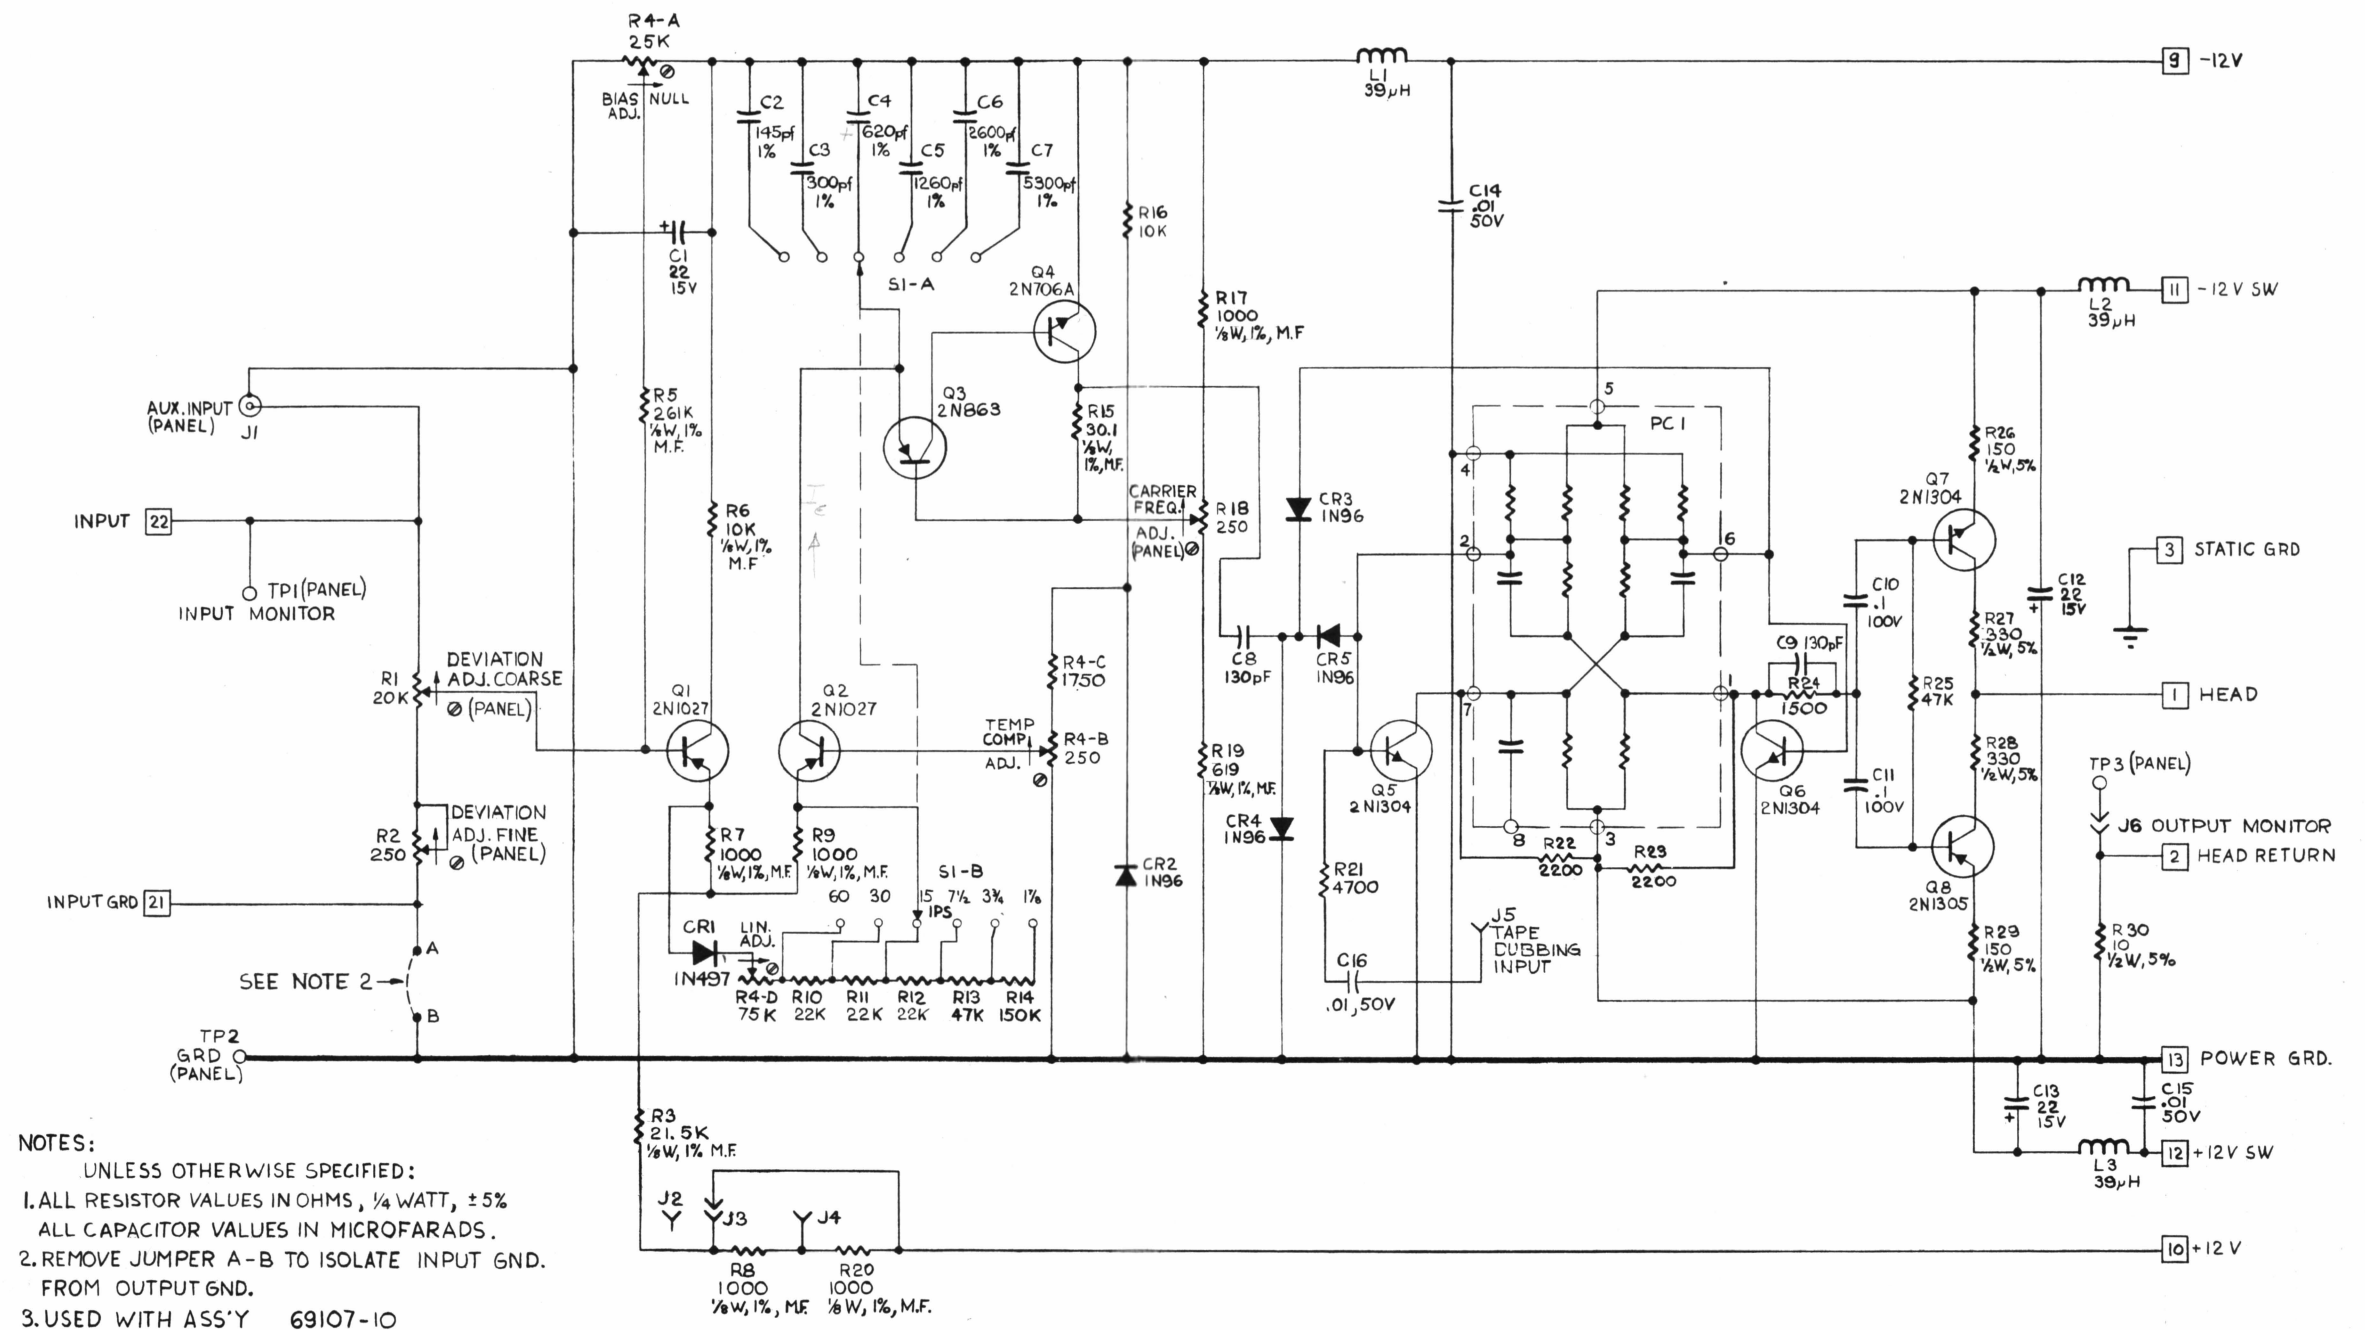 R4-A
25K
BIAS NULL
ADJ.
C2
145pf
1%
C3
300pf
1%
C4
620pf
1%
C5
1260pf
1%
C6
2600pf
1%
C7
5300pf
1%
L1
39µH
9 -12V
C1
22
15V
S1-A
R16
10K
C14
.01
50V
Q4
2N706A
R17
1000
⅛W,1%, M.F
11 -12 V SW
L2
39µH
AUX.INPUT
(PANEL)
J1
R5
261K
⅛W,1%
M.F.
Q3
2N863
R15
30.1
⅛W,
1%, M.F.
5
PC 1
4
R26
150
½W,5%
Q7
2N1304
INPUT 22
R6
10K
⅛W,1%
M.F
CARRIER
FREQ.
ADJ.
(PANEL)
R18
250
CR3
1N96
2
6
3 STATIC GRD
TP1(PANEL)
INPUT MONITOR
C10
.1
100V
C12
22
15V
R27
330
½W,5%
R1
20K
DEVIATION
ADJ.COARSE
(PANEL)
Q1
2N1027
Q2
2N1027
R4-C
1750
C8
130pF
CR5
1N96
C9 130pF
R24
1500
7
1
R25
47K
1 HEAD
TEMP
COMP
ADJ.
R4-B
250
R19
619
⅛W,1%, M.F.
Q5
2N1304
Q6
2N1304
R28
330
½W,5%
C11
.1
100V
TP3 (PANEL)
R2
250
DEVIATION
ADJ.FINE
(PANEL)
R7
1000
⅛W,1%, M.F.
R9
1000
⅛W,1%, M.F.
CR4
1N96
8
3
R22
2200
R23
2200
J6 OUTPUT MONITOR
2 HEAD RETURN
CR2
1N96
R21
4700
Q8
2N1305
INPUT GRD 21
S1-B
60 30 15 7½ 3¾ 1⅞
IPS
A
CR1
1N497
LIN.
ADJ.
J5
TAPE
DUBBING
INPUT
R29
150
½W,5%
R30
10
½W,5%
SEE NOTE 2
R4-D
75K
R10
22K
R11
22K
R12
22K
R13
47K
R14
150K
C16
.01,50V
B
TP2
GRD
(PANEL)
13 POWER GRD.
C13
22
15V
C15
.01
50V
R3
21.5K
⅛W,1% M.F.
12 +12V SW
L3
39µH
J2
J3
J4
10 +12 V
R8
1000
⅛W,1%, M.F.
R20
1000
⅛W,1%, M.F.
NOTES:
UNLESS OTHERWISE SPECIFIED:
1. ALL RESISTOR VALUES IN OHMS, ¼ WATT, ±5%
ALL CAPACITOR VALUES IN MICROFARADS.
2. REMOVE JUMPER A-B TO ISOLATE INPUT GND.
FROM OUTPUT GND.
3. USED WITH ASS'Y 69107-10